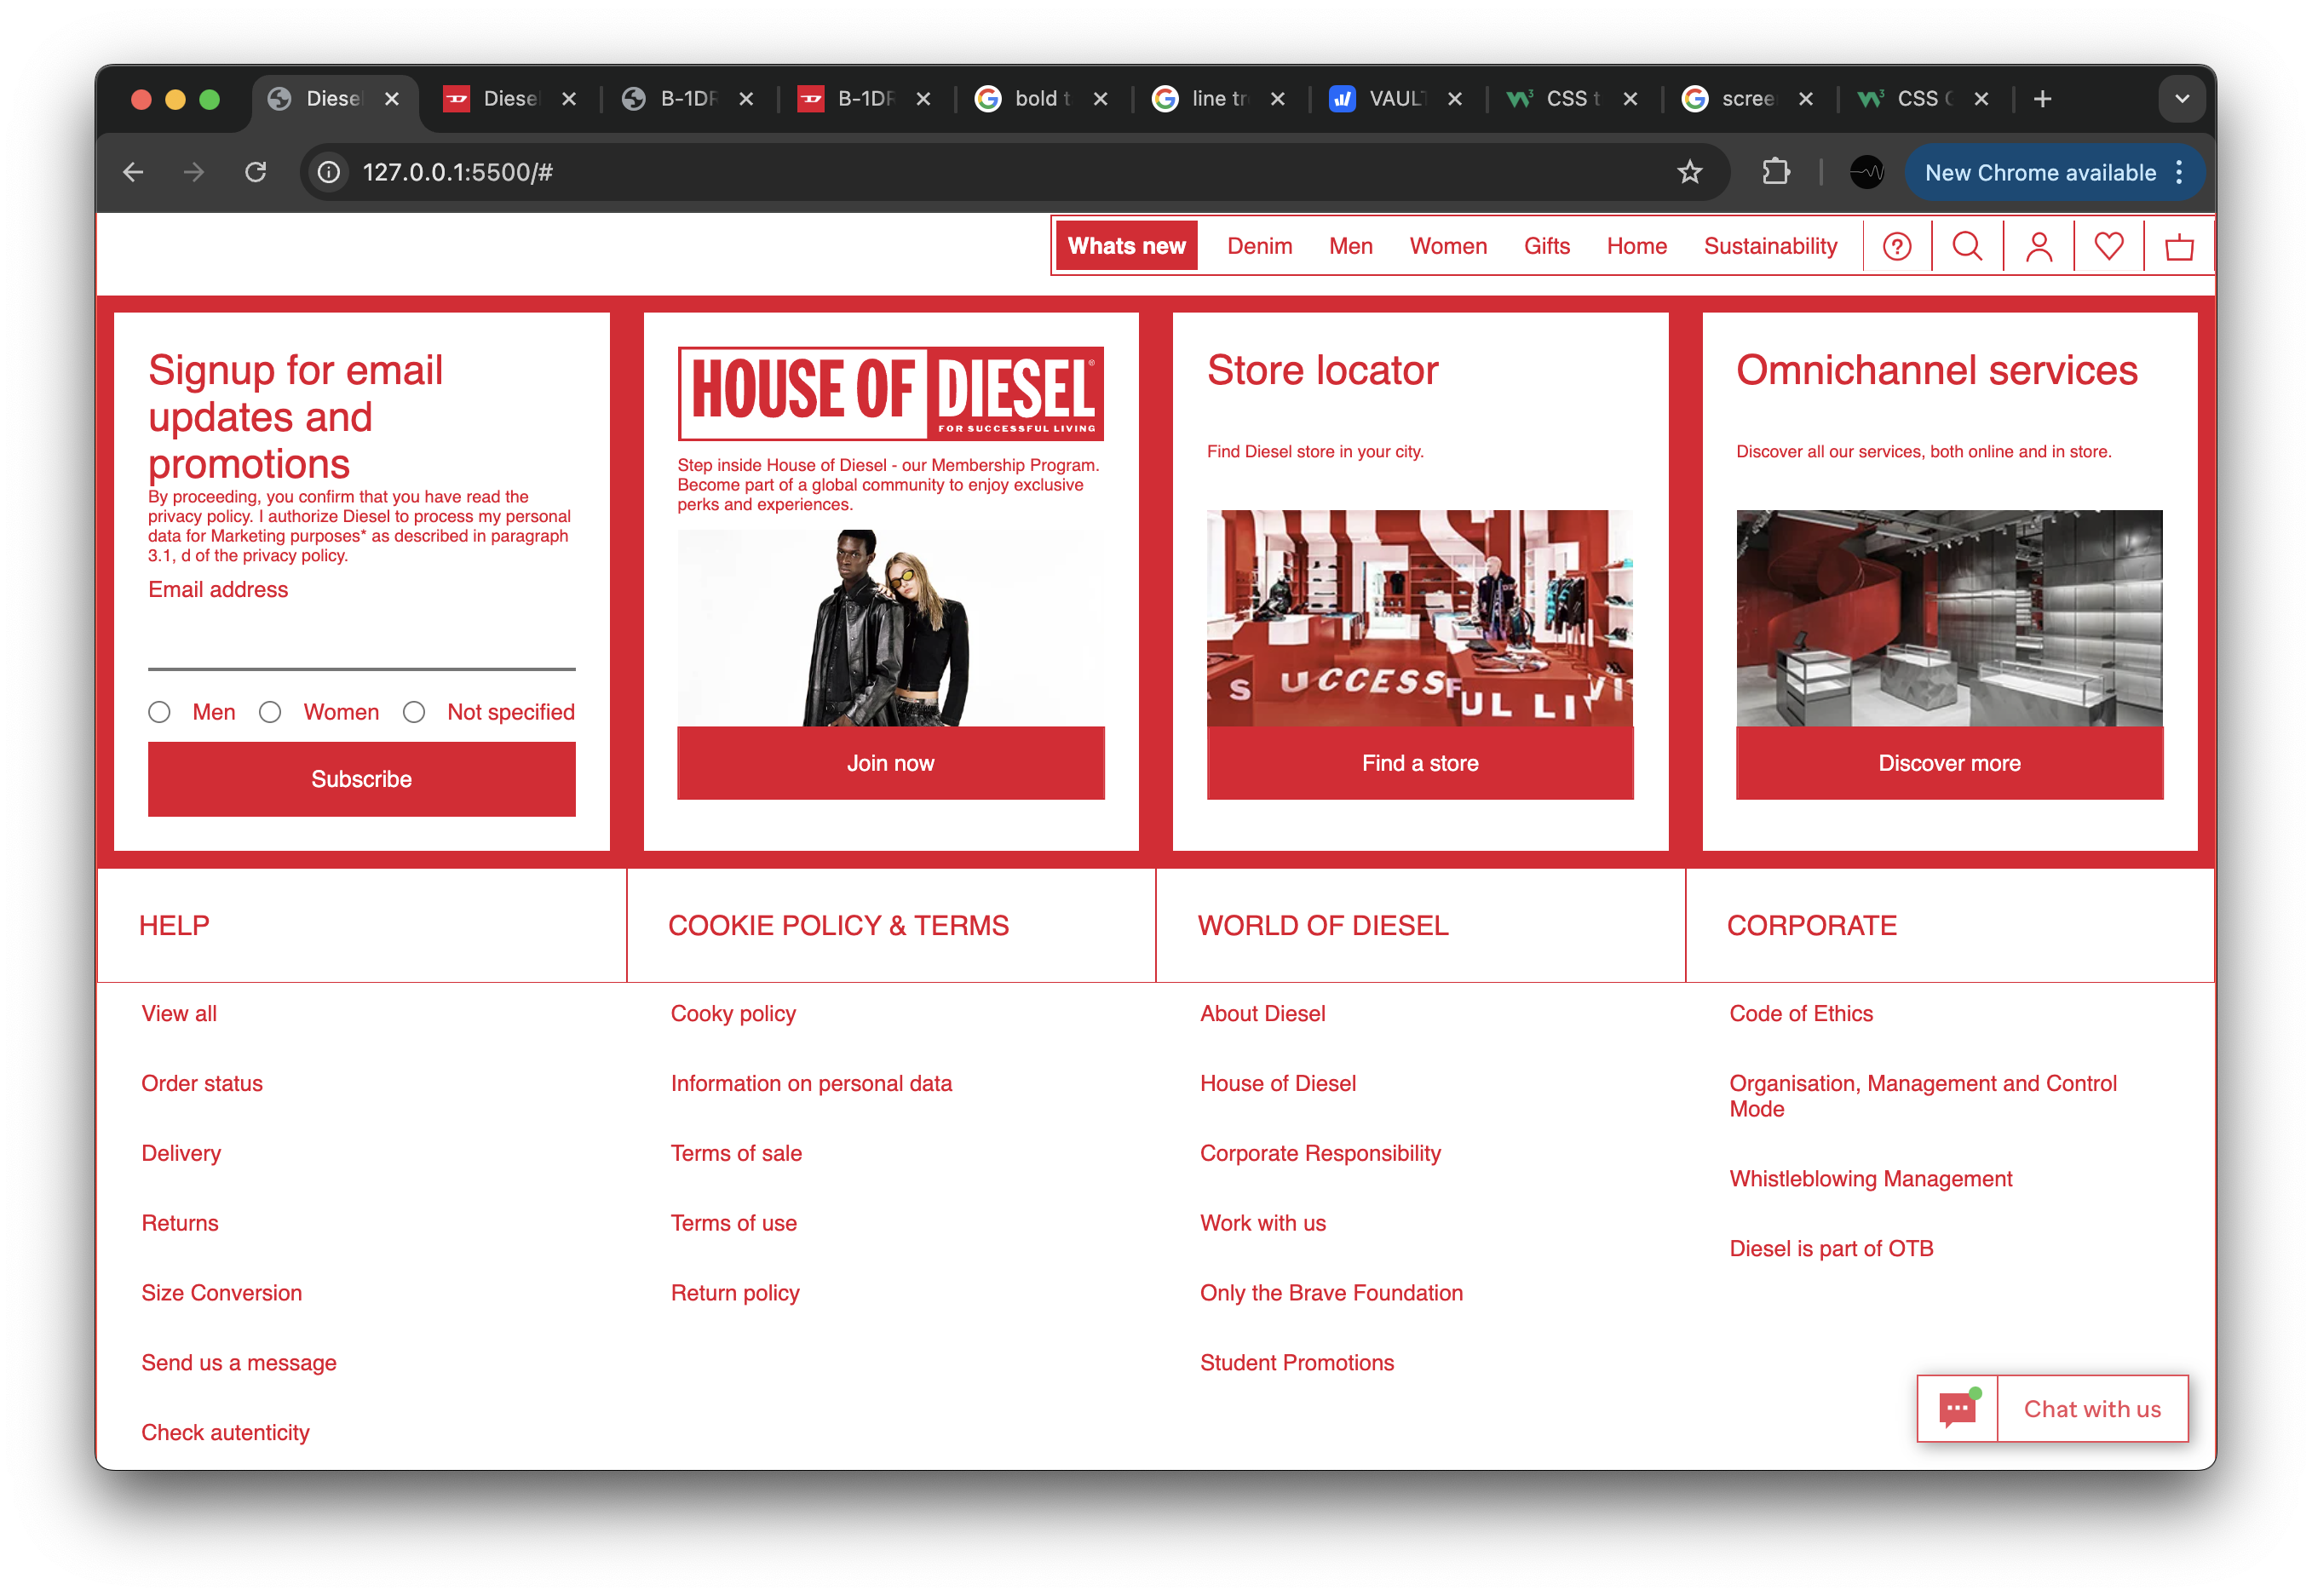 Diese
Diese
B-1DR
B-1DR
bold t
line tr
VAULT
CSS t
scree
CSS
127.0.0.1:5500/#
New Chrome available
Whats new
Denim
Men
Women
Gifts
Home
Sustainability
Signup for email
updates and
promotions
By proceeding, you confirm that you have read the
privacy policy. I authorize Diesel to process my personal
data for Marketing purposes* as described in paragraph
3.1, d of the privacy policy.
Email address
Men
Women
Not specified
Subscribe
HOUSE OF DIESEL®
FOR SUCCESSFUL LIVING
Step inside House of Diesel - our Membership Program.
Become part of a global community to enjoy exclusive
perks and experiences.
Join now
Store locator
Find Diesel store in your city.
S UCCESSFUL LIVI
Find a store
Omnichannel services
Discover all our services, both online and in store.
Discover more
HELP
View all
Order status
Delivery
Returns
Size Conversion
Send us a message
Check autenticity
COOKIE POLICY & TERMS
Cooky policy
Information on personal data
Terms of sale
Terms of use
Return policy
WORLD OF DIESEL
About Diesel
House of Diesel
Corporate Responsibility
Work with us
Only the Brave Foundation
Student Promotions
CORPORATE
Code of Ethics
Organisation, Management and Control
Mode
Whistleblowing Management
Diesel is part of OTB
Chat with us